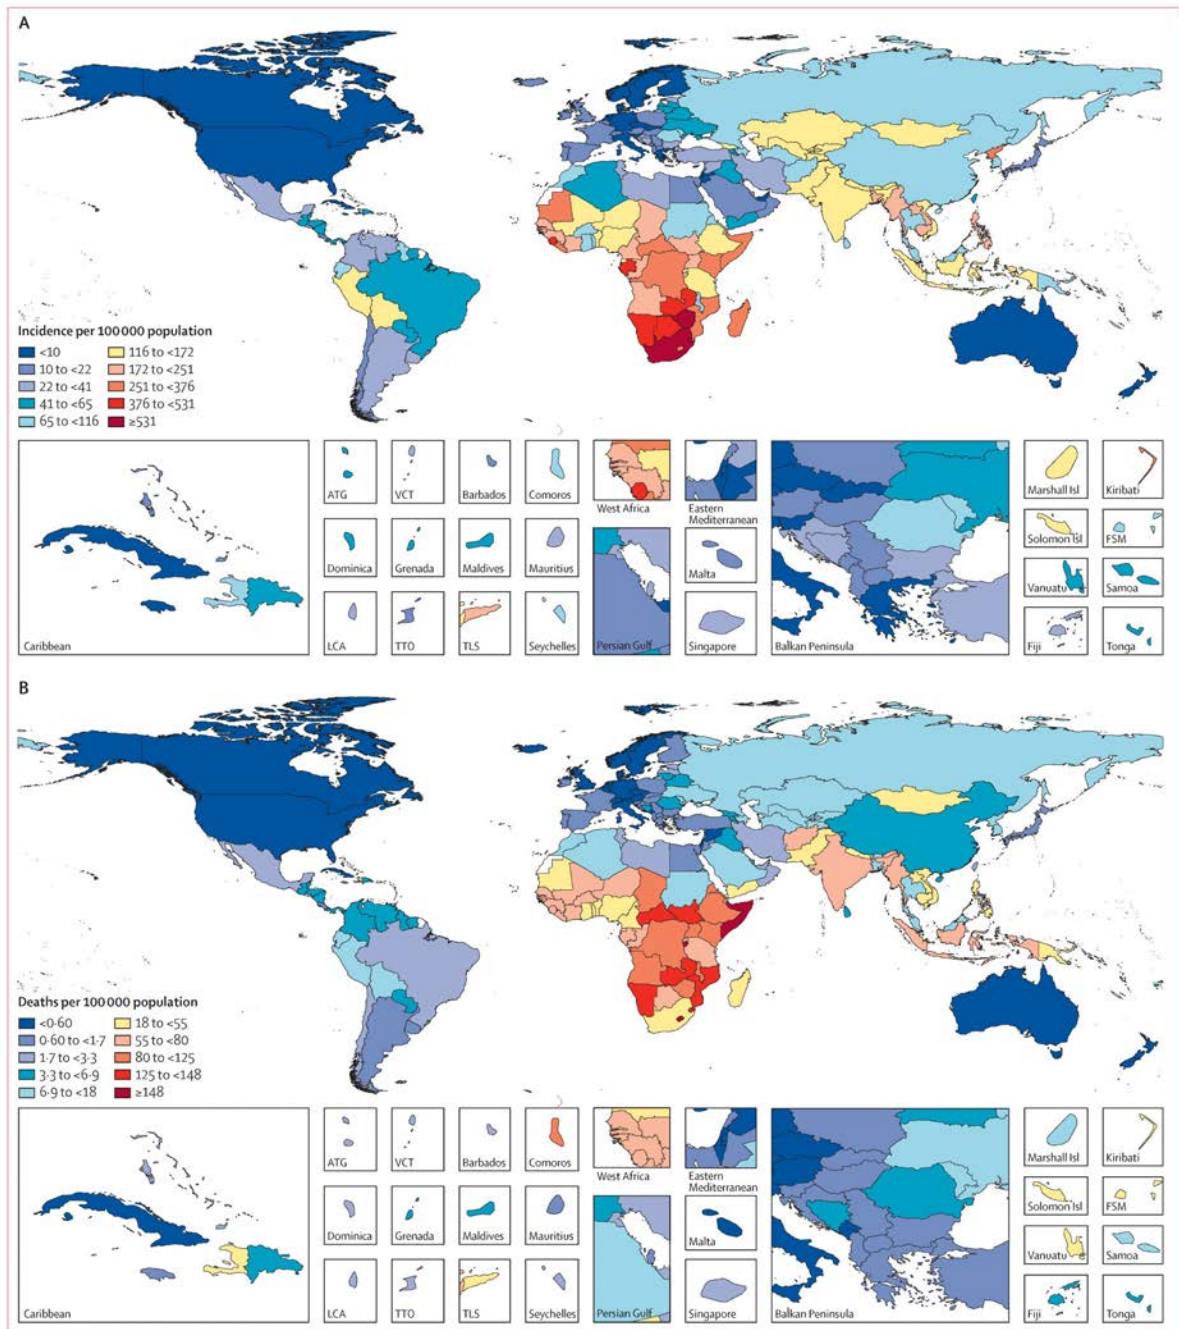 A
Incidence per 100 000 population
<10
10 to <22
22 to <41
41 to <65
65 to <116
116 to <172
172 to <251
251 to <376
376 to <531
≥531
Caribbean
ATG
VCT
Barbados
Comoros
Dominica
Grenada
Maldives
Mauritius
LCA
TTO
TLS
Seychelles
West Africa
Eastern
Mediterranean
Persian Gulf
Malta
Singapore
Balkan Peninsula
Marshall Isl
Kiribati
Solomon Isl
FSM
Vanuatu
Samoa
Fiji
Tonga
B
Deaths per 100 000 population
<0·60
0·60 to <1·7
1·7 to <3·3
3·3 to <6·9
6·9 to <18
18 to <55
55 to <80
80 to <125
125 to <148
≥148
Caribbean
ATG
VCT
Barbados
Comoros
Dominica
Grenada
Maldives
Mauritius
LCA
TTO
TLS
Seychelles
West Africa
Eastern
Mediterranean
Persian Gulf
Malta
Singapore
Balkan Peninsula
Marshall Isl
Kiribati
Solomon Isl
FSM
Vanuatu
Samoa
Fiji
Tonga